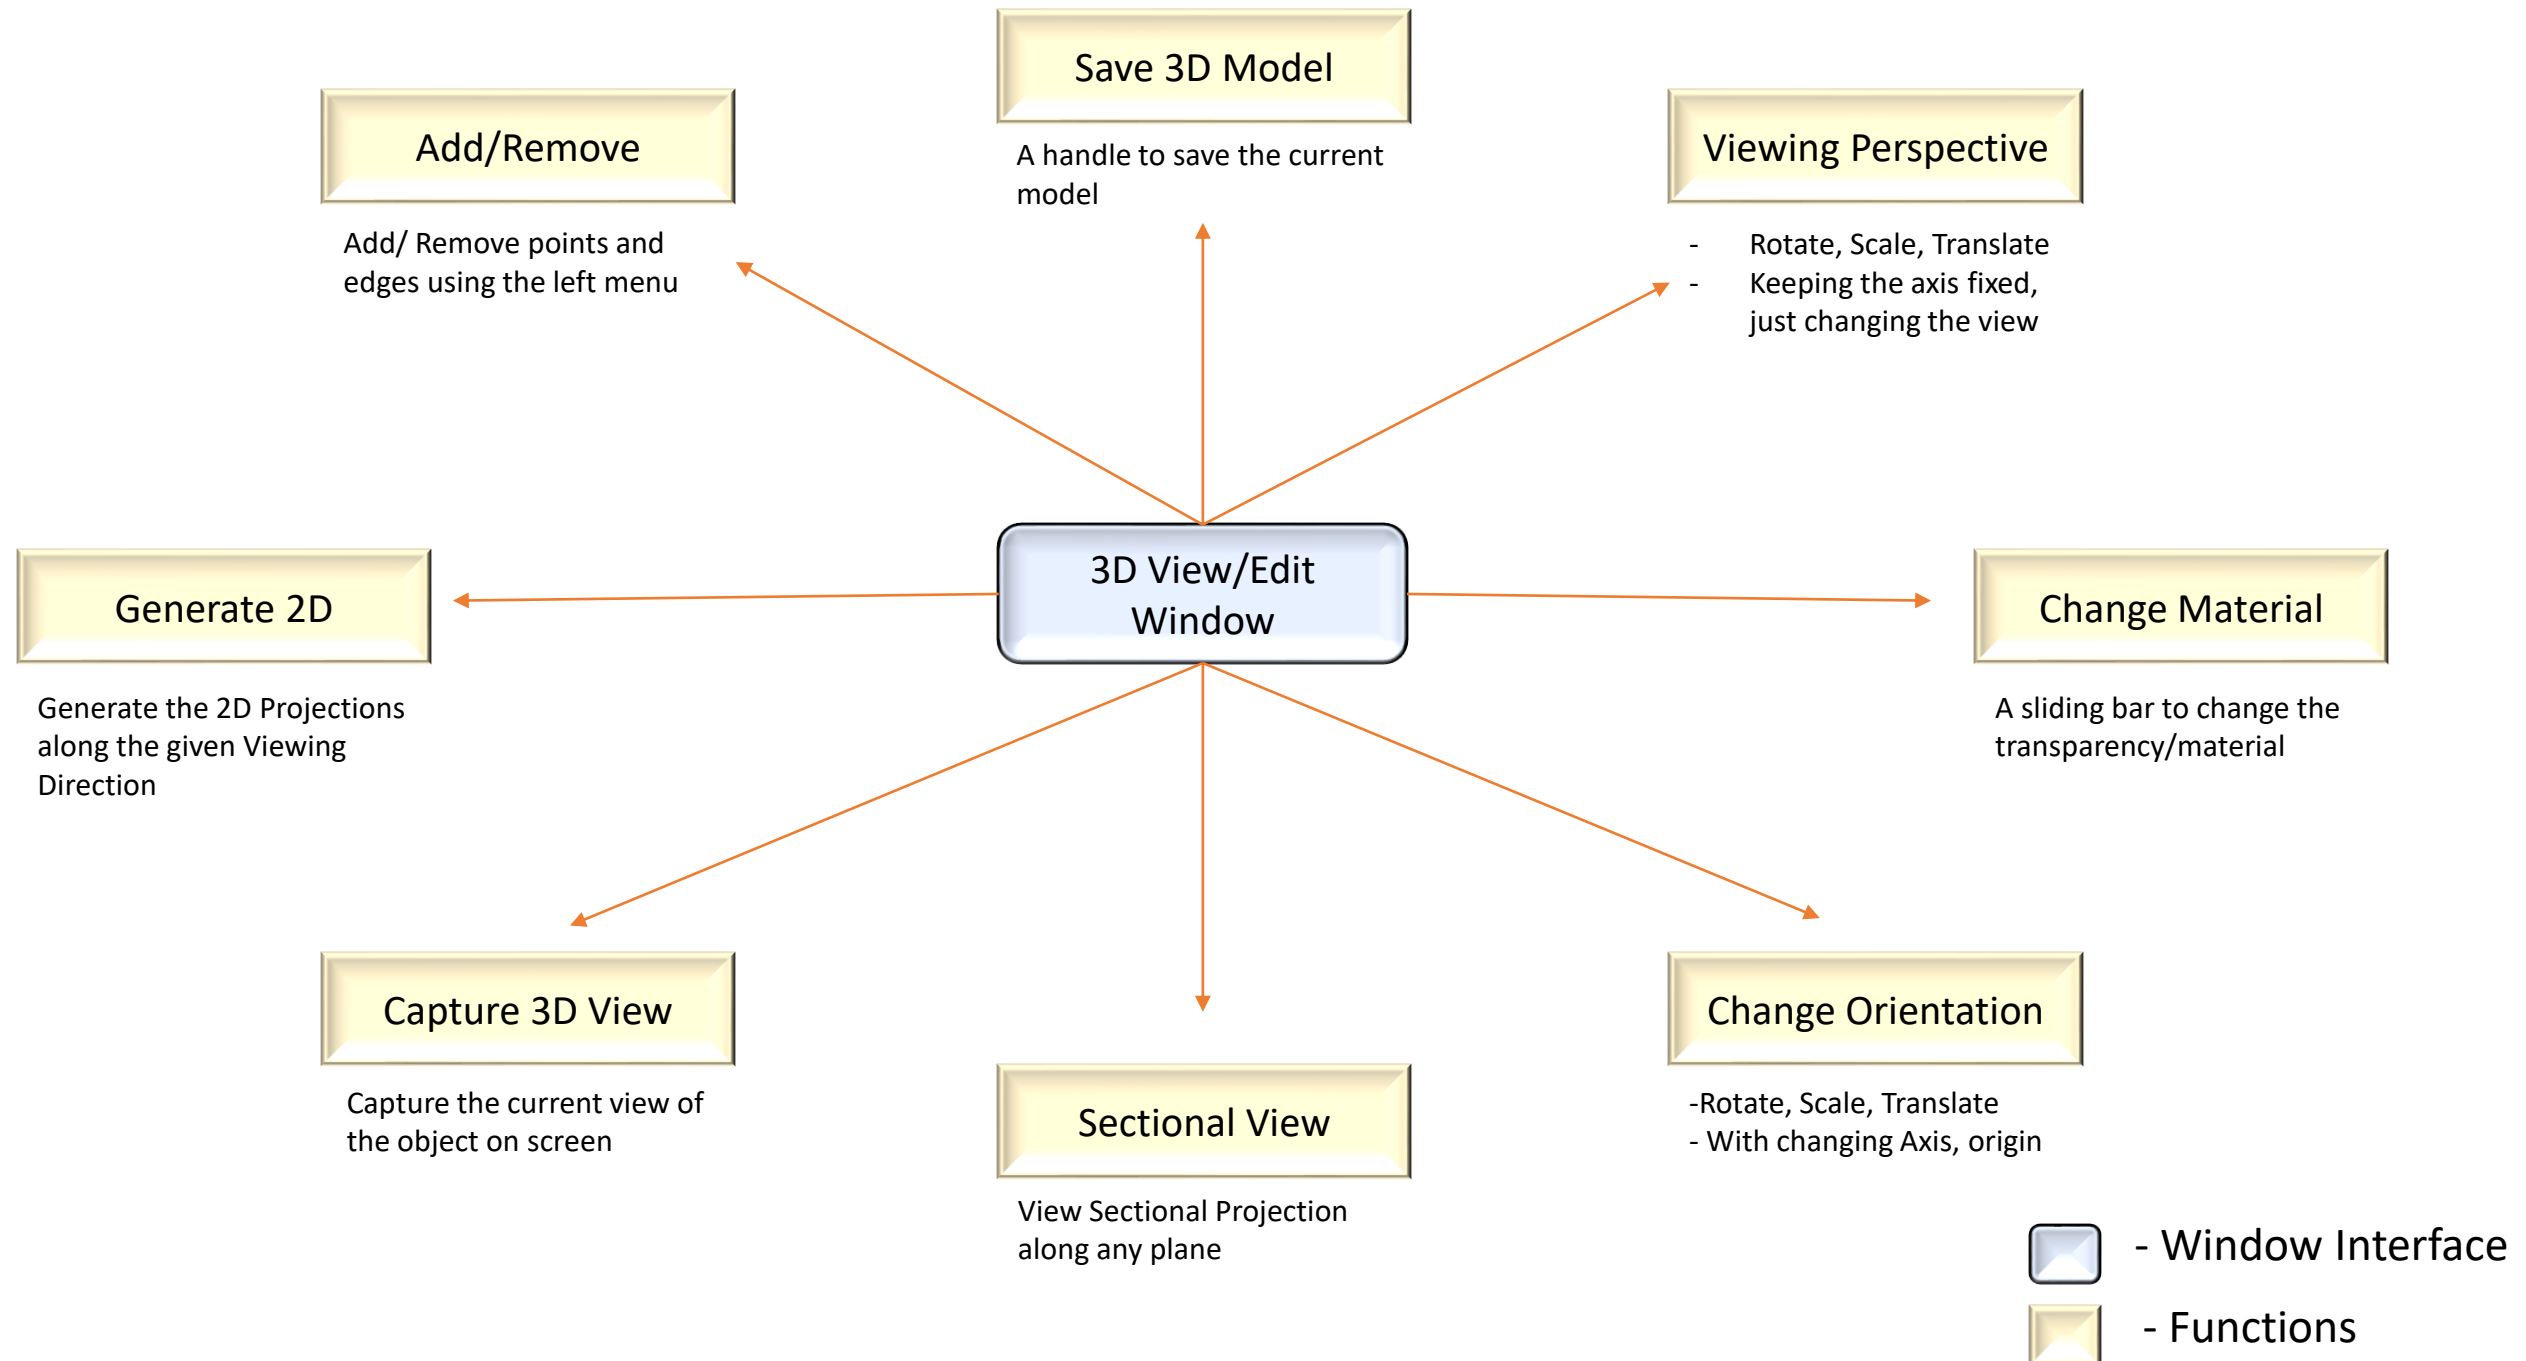 Save 3D Model
A handle to save the current
model
Add/Remove
Add/ Remove points and
edges using the left menu
Viewing Perspective
- Rotate, Scale, Translate
- Keeping the axis fixed,
just changing the view
3D View/Edit
Window
Generate 2D
Generate the 2D Projections
along the given Viewing
Direction
Change Material
A sliding bar to change the
transparency/material
Capture 3D View
Capture the current view of
the object on screen
Sectional View
View Sectional Projection
along any plane
Change Orientation
-Rotate, Scale, Translate
- With changing Axis, origin
- Window Interface
- Functions